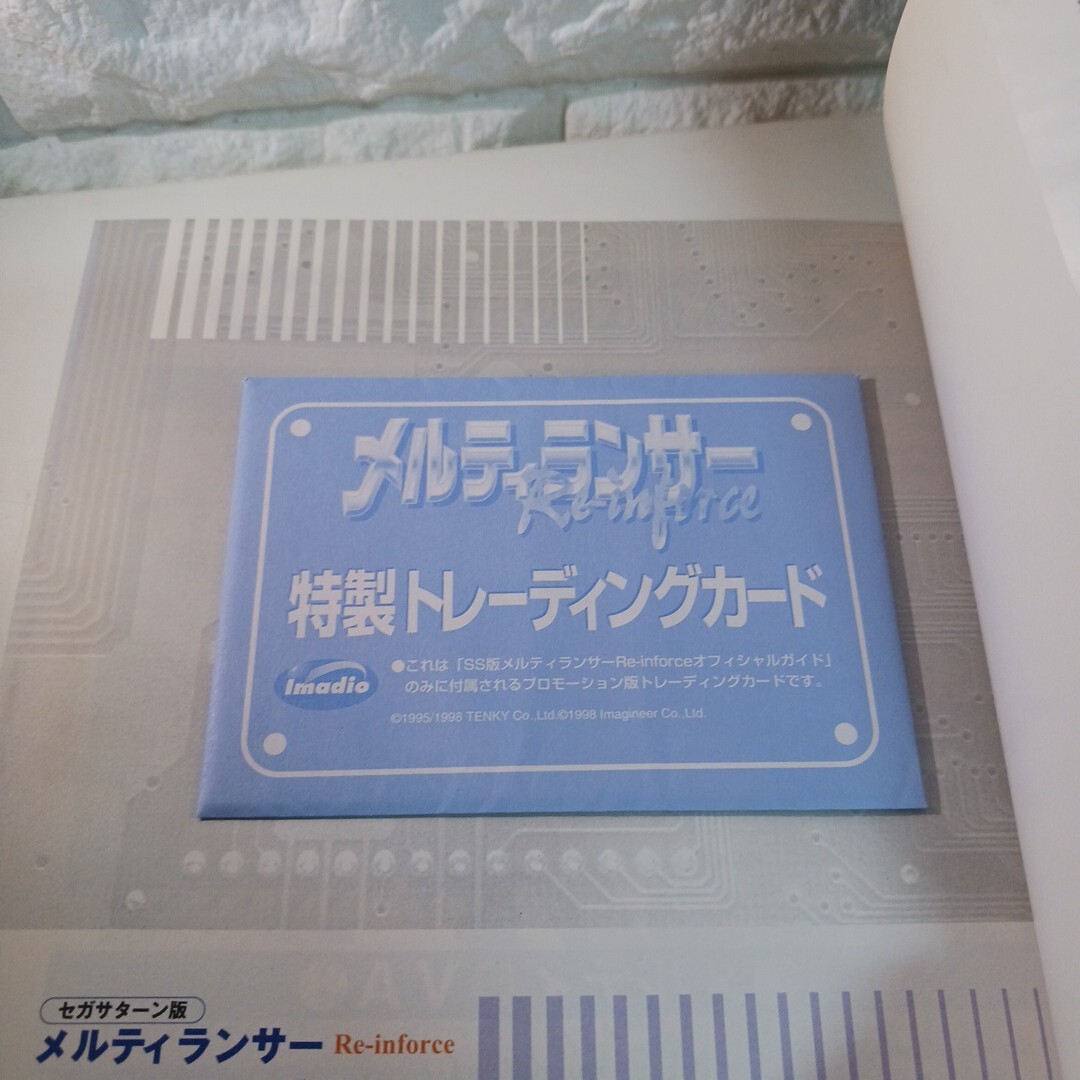 メルティランサー
Re-inforce
特製トレーディングカード
Imadio
●これは「SS版メルティランサーRe-inforceオフィシャルガイド」
のみに付属されるプロモーション版トレーディングカードです。
©1995/1998 TENKY Co.,Ltd.©1998 Imagineer Co.,Ltd.
セガサターン版
メルティランサー Re-inforce